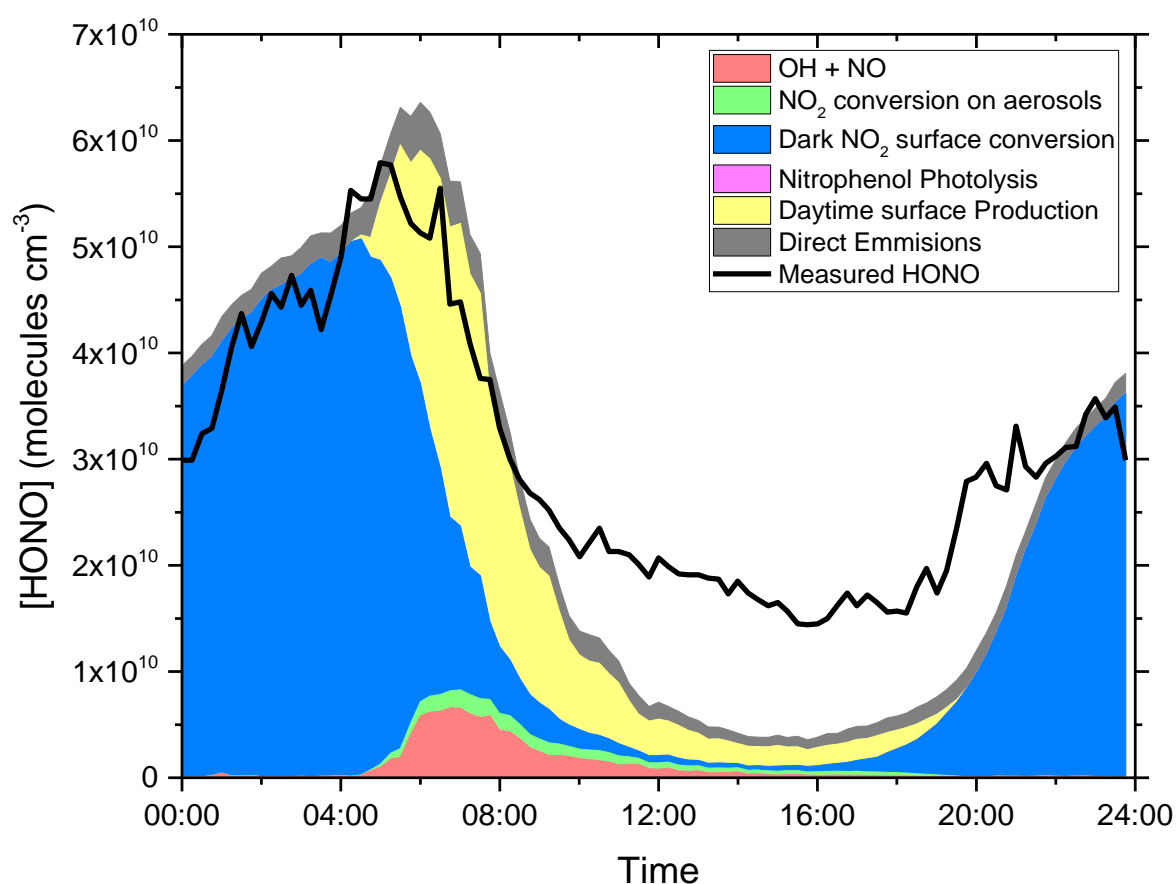 7x10^10
6x10^10
5x10^10
4x10^10
3x10^10
2x10^10
1x10^10
0
[HONO] (molecules cm^-3)
OH + NO
NO₂ conversion on aerosols
Dark NO₂ surface conversion
Nitrophenol Photolysis
Daytime surface Production
Direct Emmisions
Measured HONO
00:00 04:00 08:00 12:00 16:00 20:00 24:00
Time